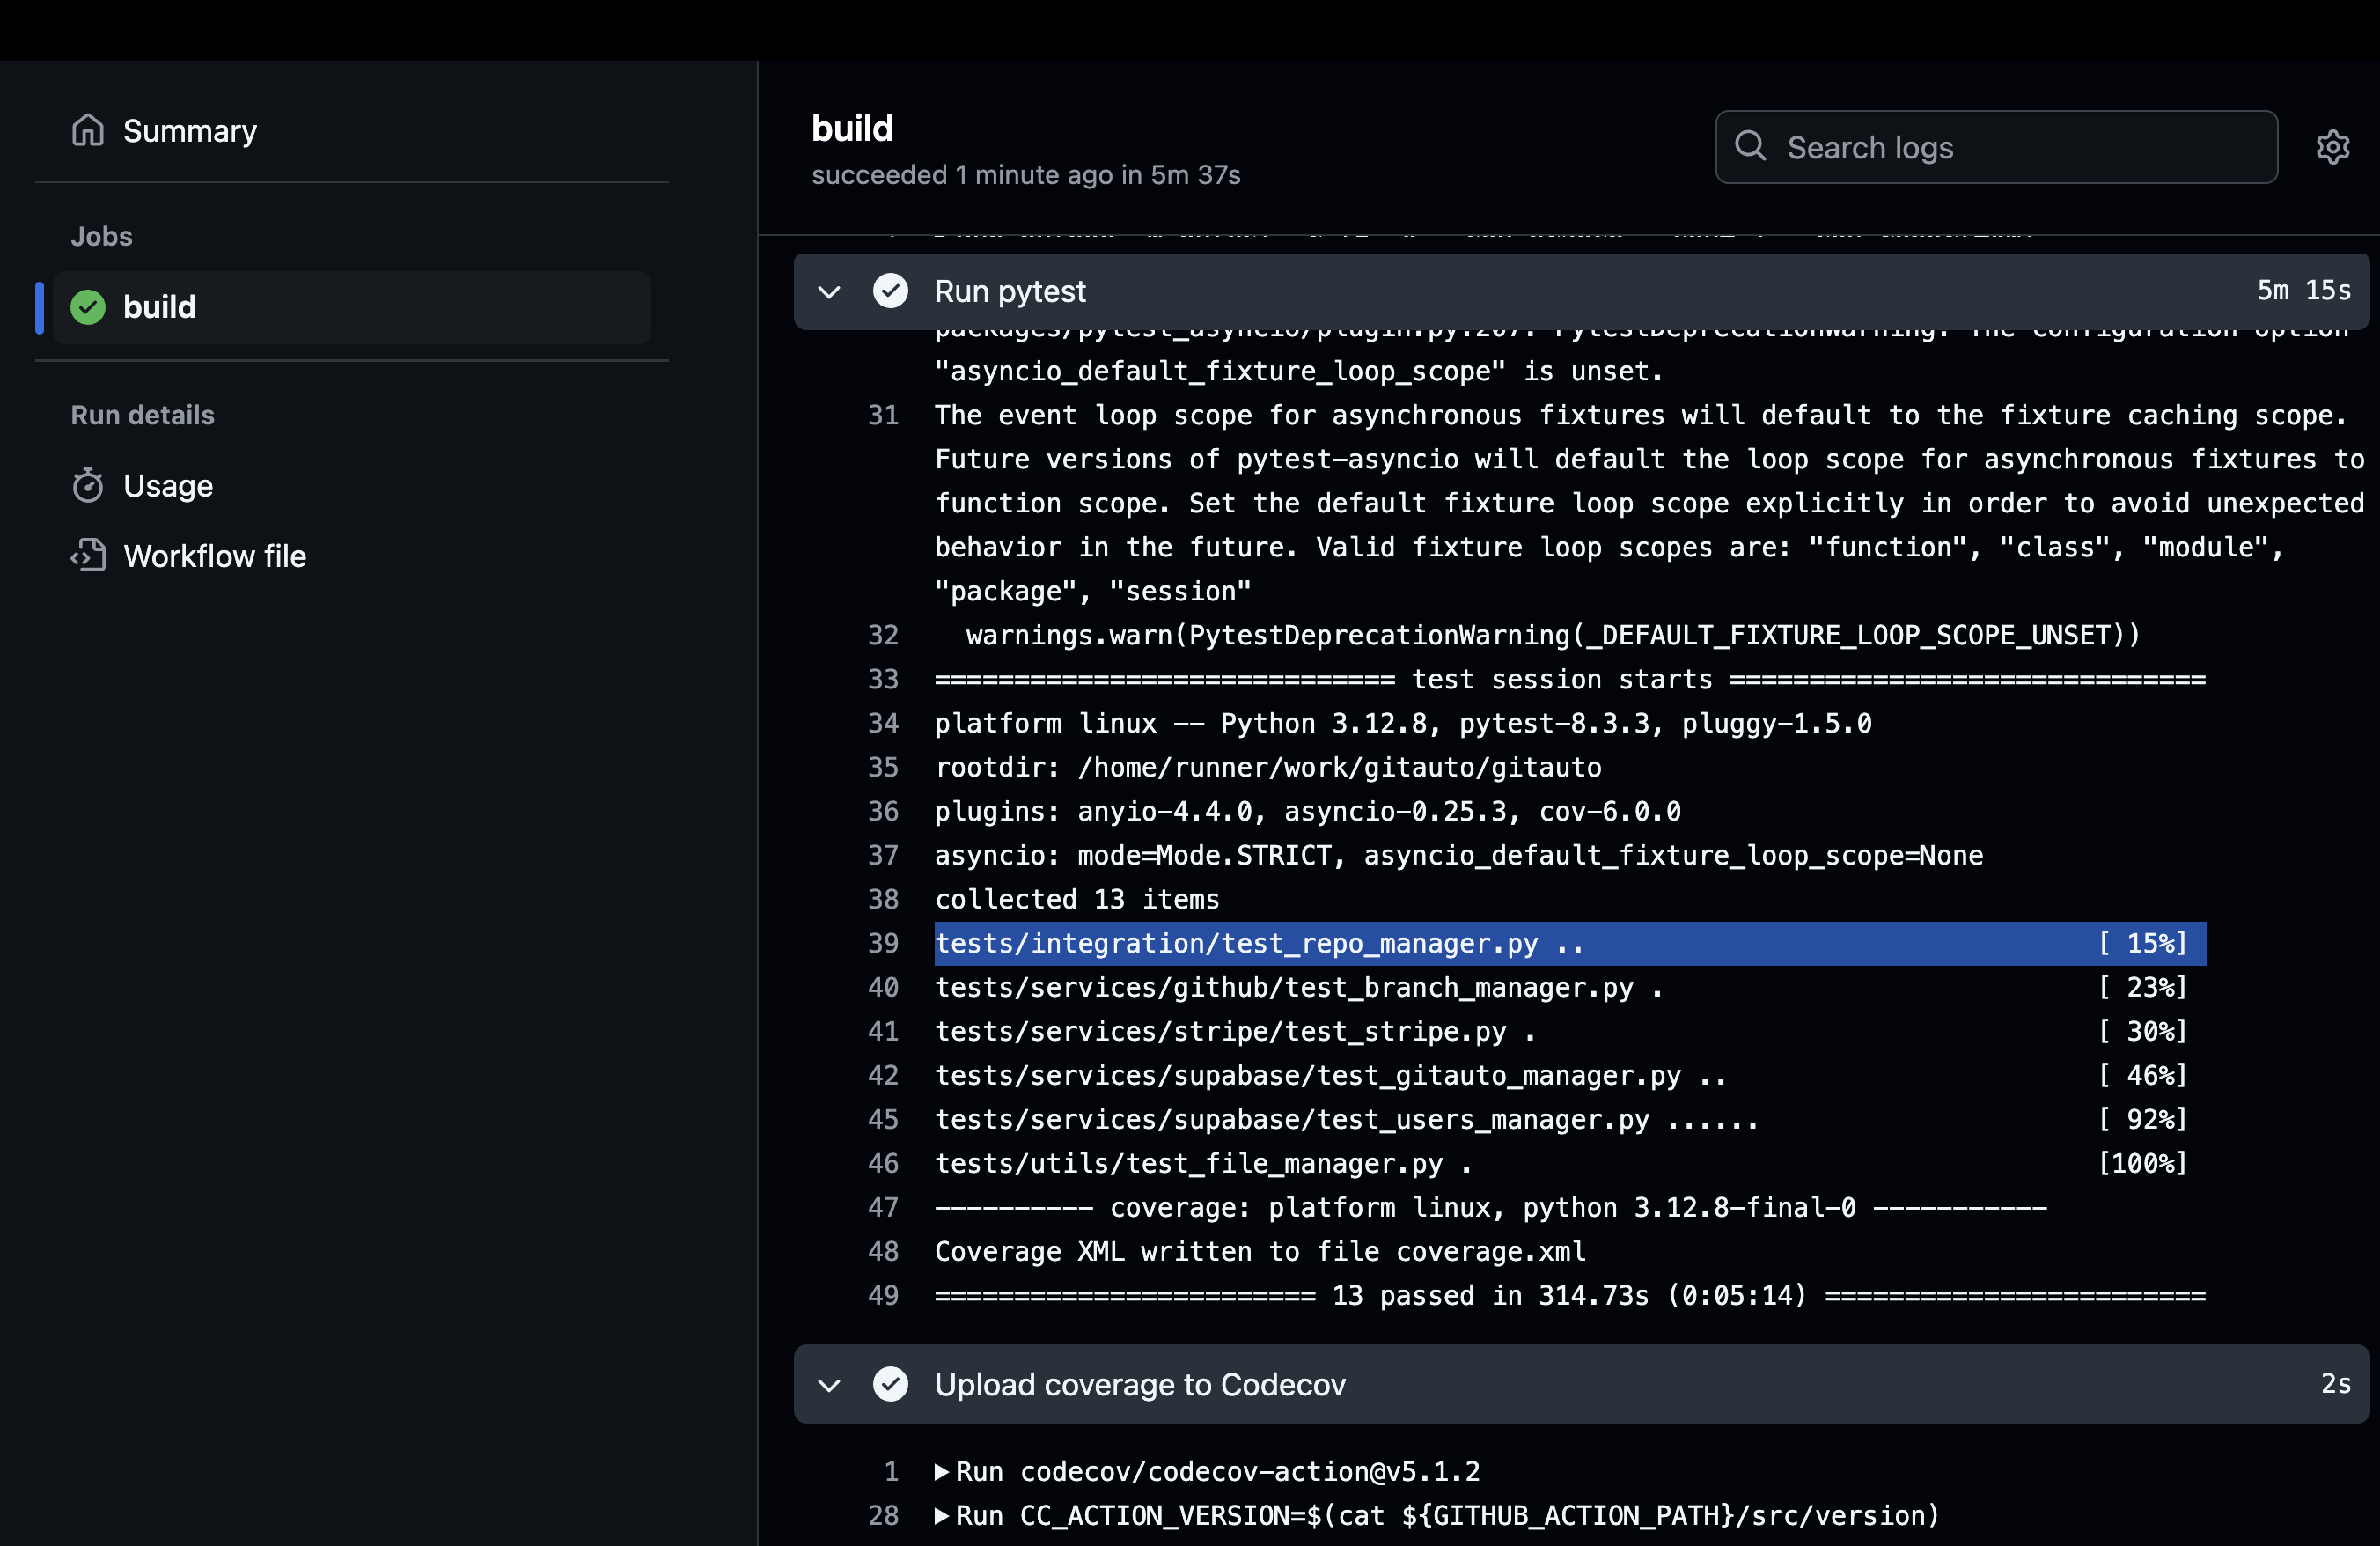 Summary
Jobs
build
Run details
Usage
Workflow file
build
succeeded 1 minute ago in 5m 37s
Search logs
Run pytest 5m 15s
"asyncio_default_fixture_loop_scope" is unset.
31 The event loop scope for asynchronous fixtures will default to the fixture caching scope.
Future versions of pytest-asyncio will default the loop scope for asynchronous fixtures to
function scope. Set the default fixture loop scope explicitly in order to avoid unexpected
behavior in the future. Valid fixture loop scopes are: "function", "class", "module",
"package", "session"
32 warnings.warn(PytestDeprecationWarning(_DEFAULT_FIXTURE_LOOP_SCOPE_UNSET))
33 ============================= test session starts ==============================
34 platform linux -- Python 3.12.8, pytest-8.3.3, pluggy-1.5.0
35 rootdir: /home/runner/work/gitauto/gitauto
36 plugins: anyio-4.4.0, asyncio-0.25.3, cov-6.0.0
37 asyncio: mode=Mode.STRICT, asyncio_default_fixture_loop_scope=None
38 collected 13 items
39 tests/integration/test_repo_manager.py .. [ 15%]
40 tests/services/github/test_branch_manager.py . [ 23%]
41 tests/services/stripe/test_stripe.py . [ 30%]
42 tests/services/supabase/test_gitauto_manager.py .. [ 46%]
45 tests/services/supabase/test_users_manager.py ...... [ 92%]
46 tests/utils/test_file_manager.py . [100%]
47 ---------- coverage: platform linux, python 3.12.8-final-0 -----------
48 Coverage XML written to file coverage.xml
49 ======================== 13 passed in 314.73s (0:05:14) ========================
Upload coverage to Codecov 2s
1 Run codecov/codecov-action@v5.1.2
28 Run CC_ACTION_VERSION=$(cat ${GITHUB_ACTION_PATH}/src/version)